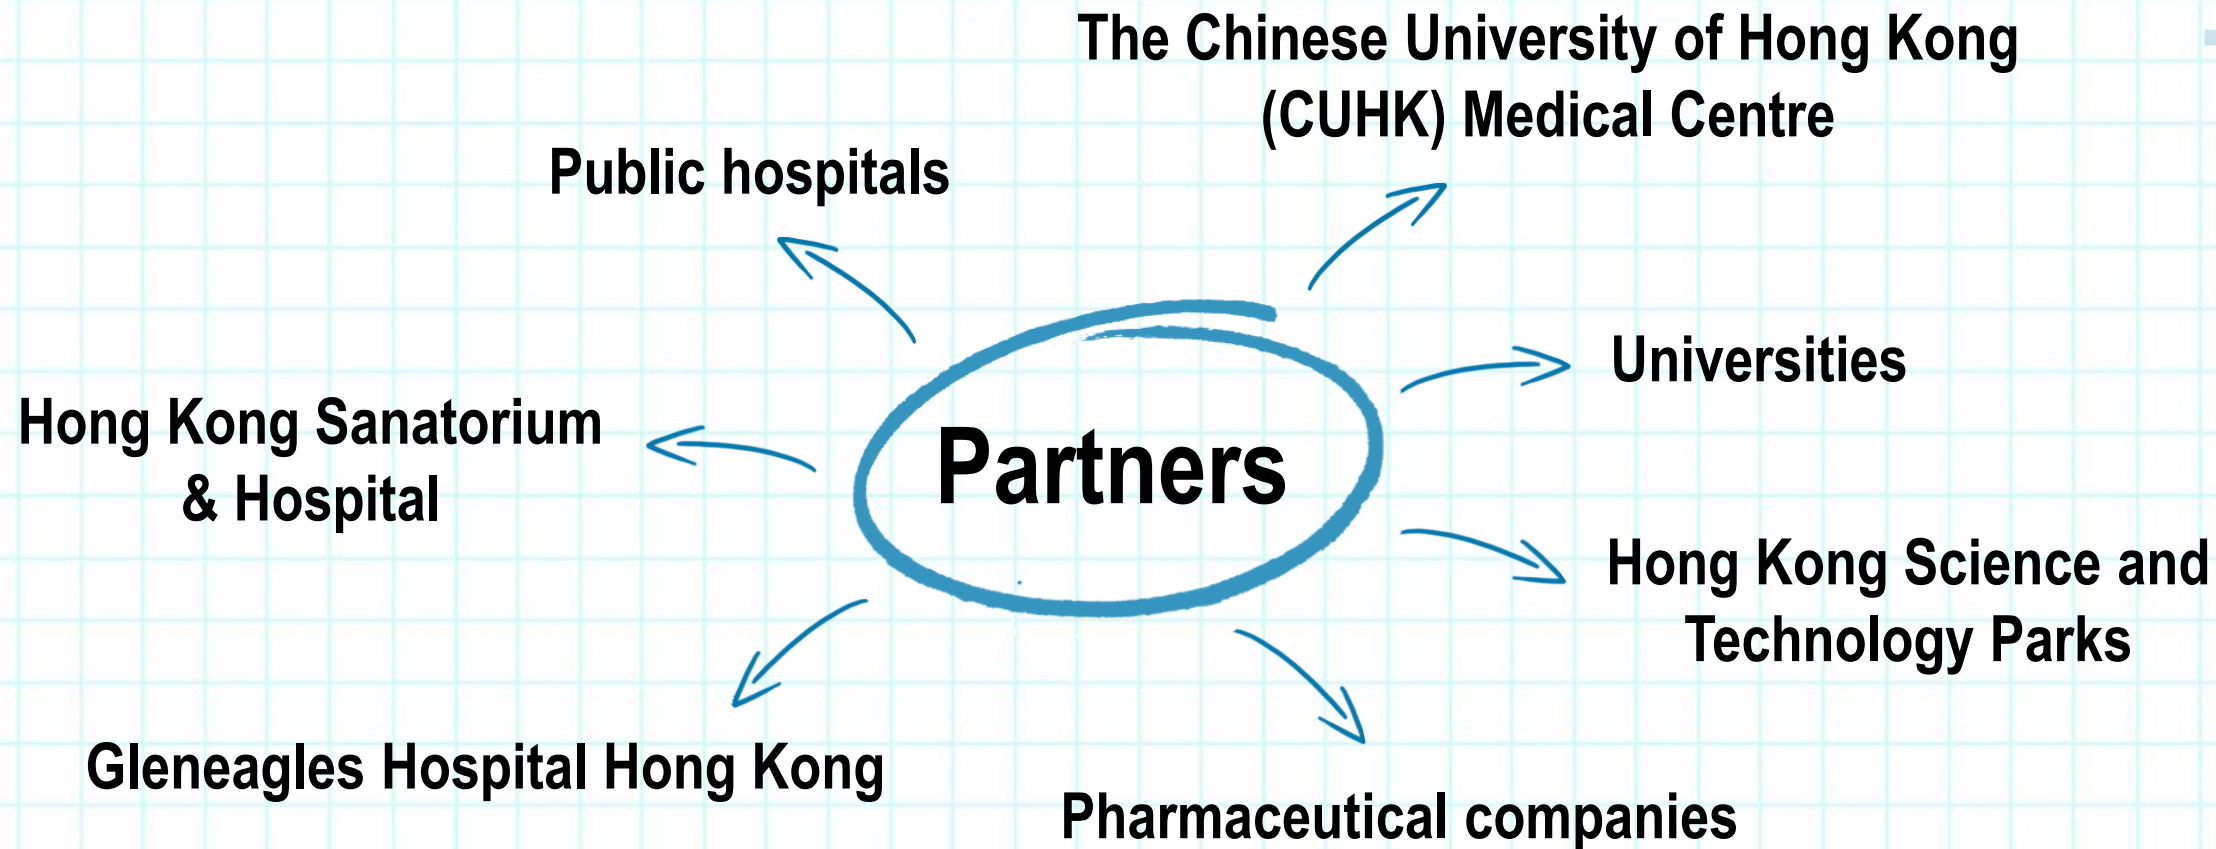 The Chinese University of Hong Kong
(CUHK) Medical Centre
Public hospitals
Universities
Hong Kong Sanatorium
& Hospital
Partners
Hong Kong Science and
Technology Parks
Gleneagles Hospital Hong Kong
Pharmaceutical companies